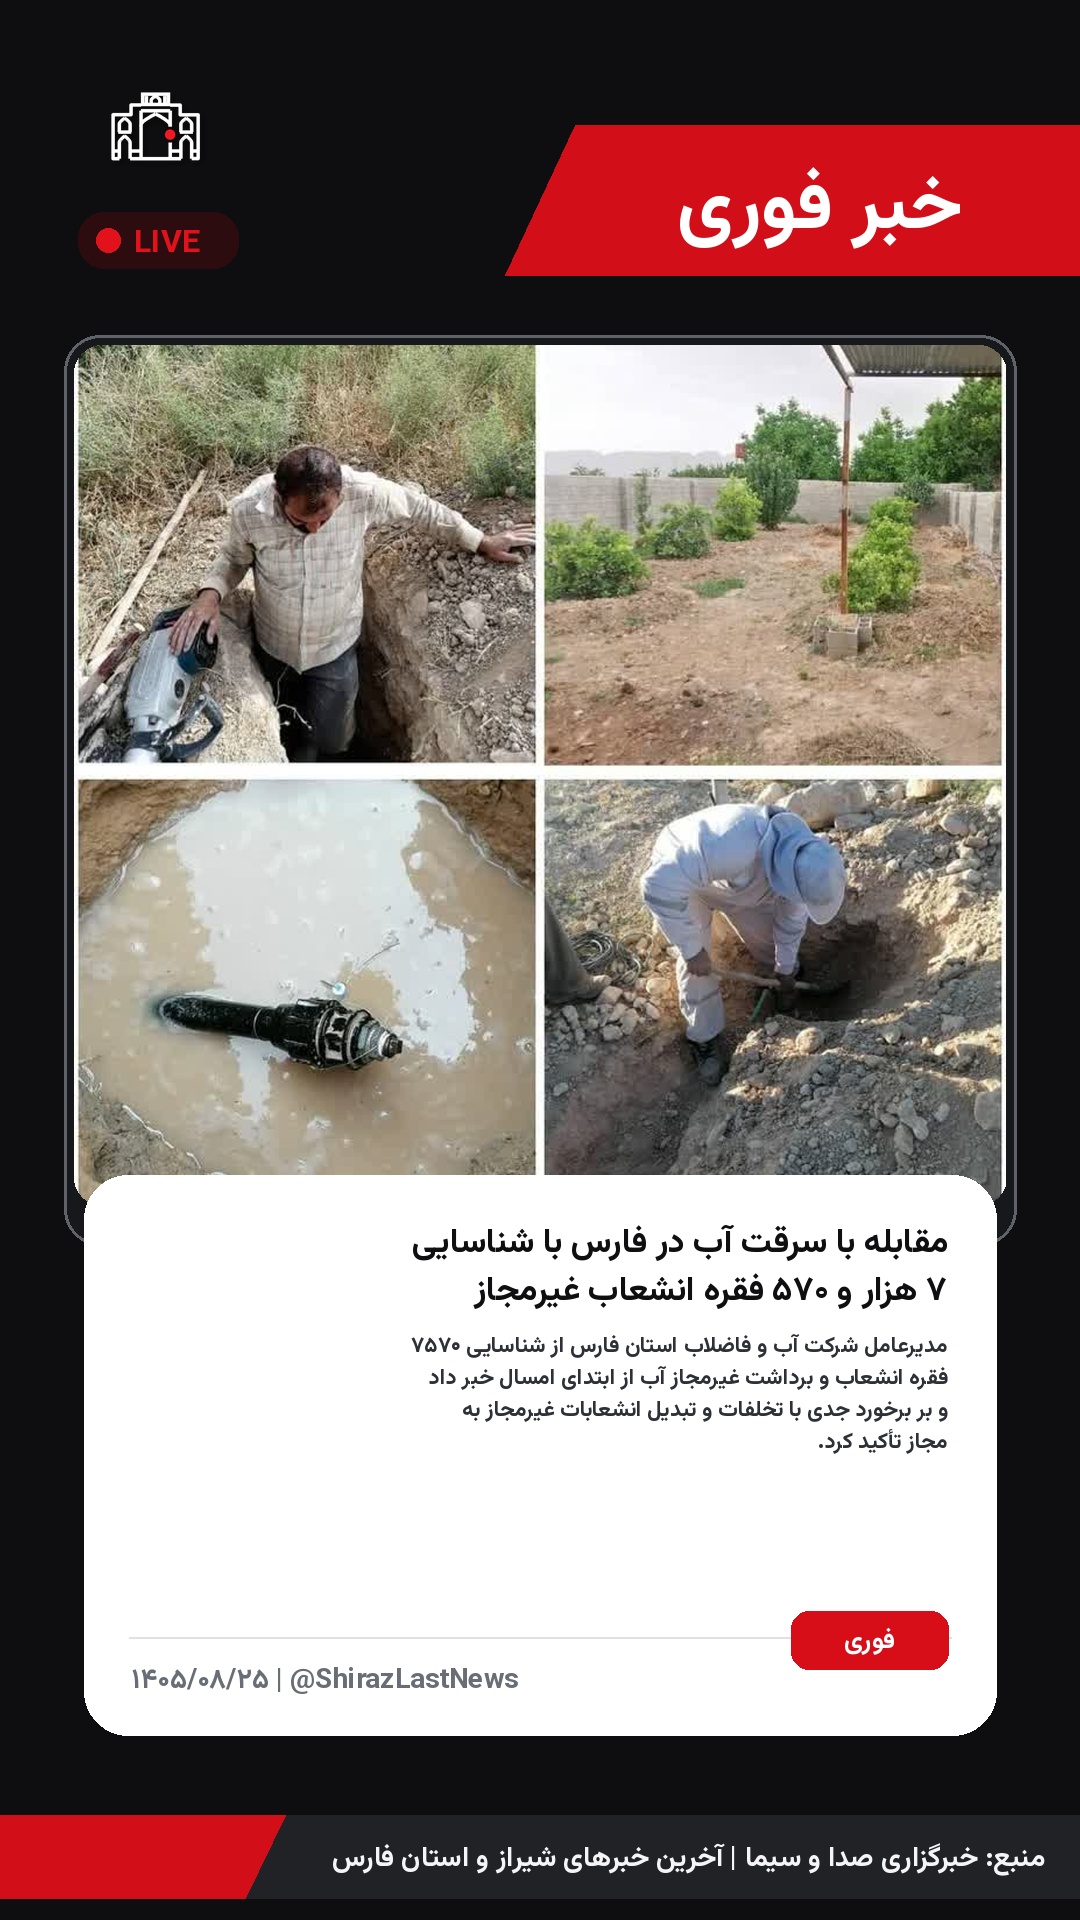 خبر فوری
LIVE
مقابله با سرقت آب در فارس با شناسایی
۷ هزار و ۵۷۰ فقره انشعاب غیرمجاز
مدیرعامل شرکت آب و فاضلاب استان فارس از شناسایی ۷۵۷۰
فقره انشعاب و برداشت غیرمجاز آب از ابتدای امسال خبر داد
و بر برخورد جدی با تخلفات و تبدیل انشعابات غیرمجاز به
مجاز تأکید کرد.
فوری
۱۴۰۵/۰۸/۲۵ | @ShirazLastNews
منبع: خبرگزاری صدا و سیما | آخرین خبرهای شیراز و استان فارس